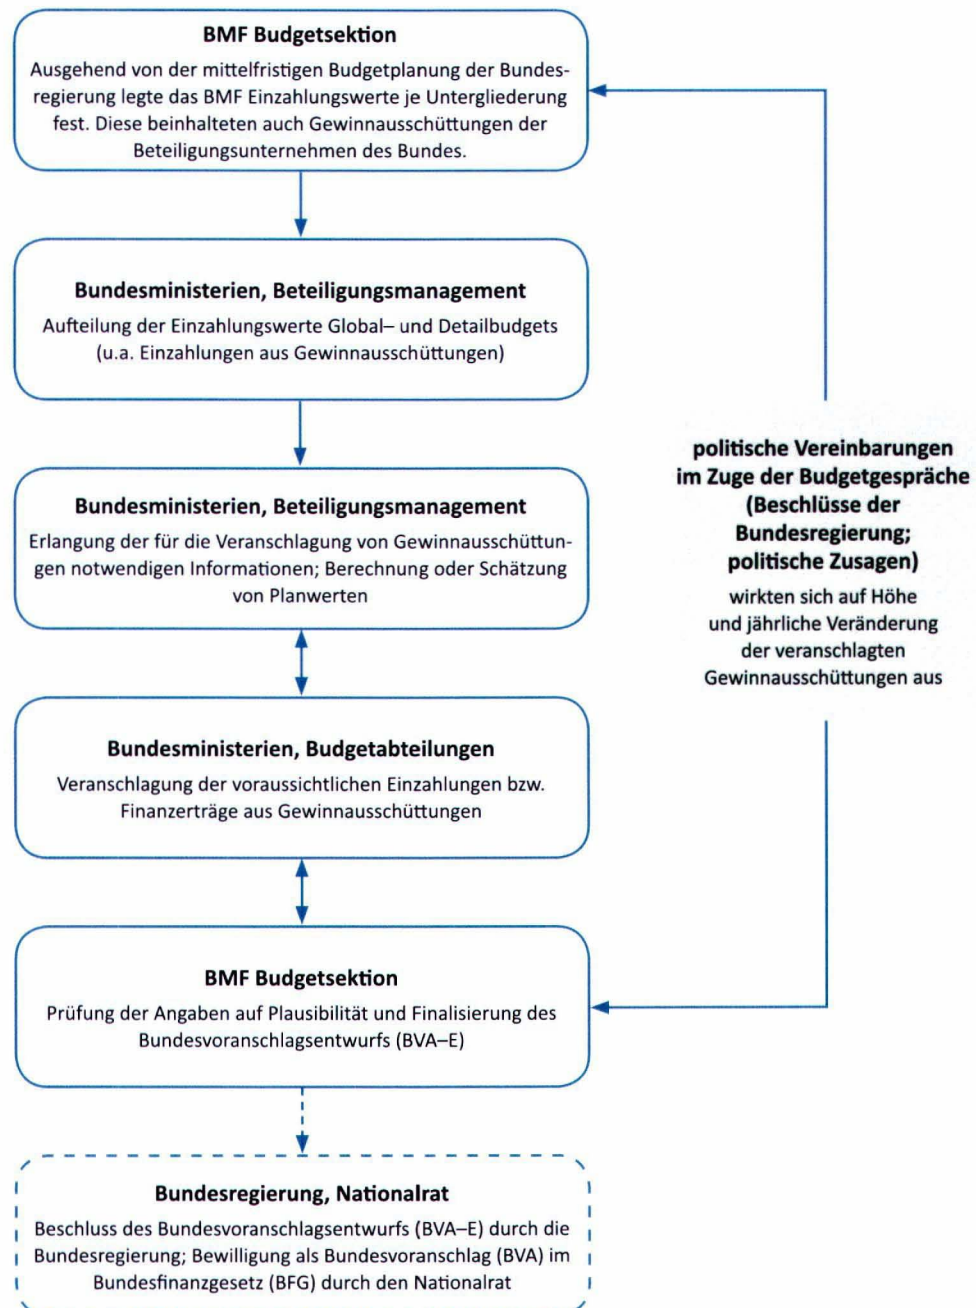 BMF Budgetsektion
Ausgehend von der mittelfristigen Budgetplanung der Bundes-
regierung legte das BMF Einzahlungswerte je Untergliederung
fest. Diese beinhalteten auch Gewinnausschüttungen der
Beteiligungsunternehmen des Bundes.
Bundesministerien, Beteiligungsmanagement
Aufteilung der Einzahlungswerte Global– und Detailbudgets
(u.a. Einzahlungen aus Gewinnausschüttungen)
Bundesministerien, Beteiligungsmanagement
Erlangung der für die Veranschlagung von Gewinnausschüttun-
gen notwendigen Informationen; Berechnung oder Schätzung
von Planwerten
Bundesministerien, Budgetabteilungen
Veranschlagung der voraussichtlichen Einzahlungen bzw.
Finanzerträge aus Gewinnausschüttungen
BMF Budgetsektion
Prüfung der Angaben auf Plausibilität und Finalisierung des
Bundesvoranschlagsentwurfs (BVA–E)
Bundesregierung, Nationalrat
Beschluss des Bundesvoranschlagsentwurfs (BVA–E) durch die
Bundesregierung; Bewilligung als Bundesvoranschlag (BVA) im
Bundesfinanzgesetz (BFG) durch den Nationalrat
politische Vereinbarungen
im Zuge der Budgetgespräche
(Beschlüsse der
Bundesregierung;
politische Zusagen)
wirkten sich auf Höhe
und jährliche Veränderung
der veranschlagten
Gewinnausschüttungen aus